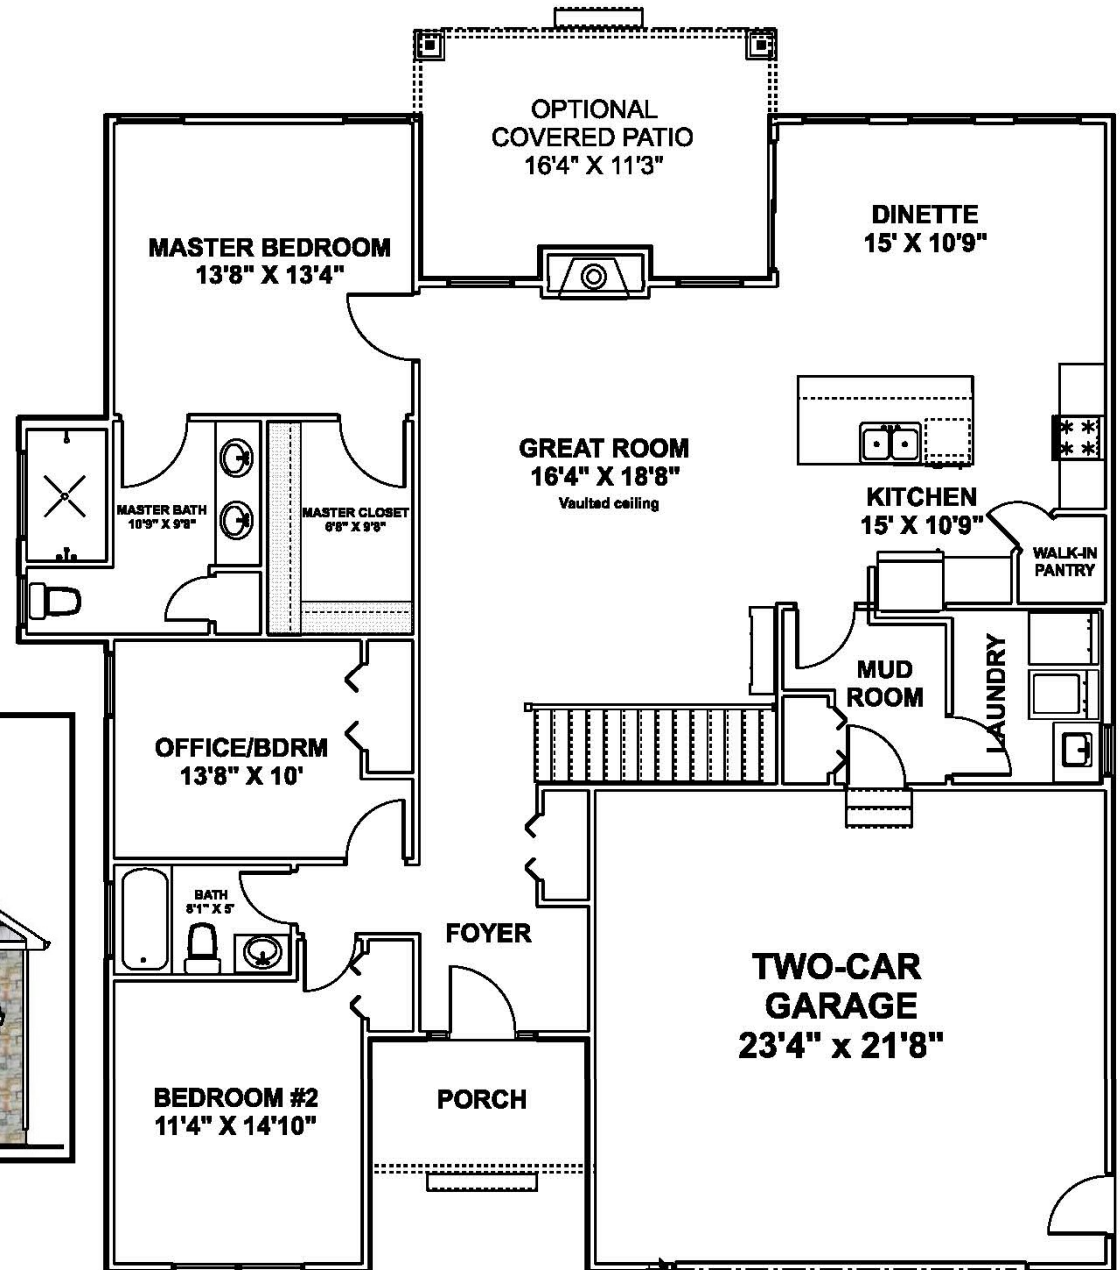 OPTIONAL
COVERED PATIO
16'4" X 11'3"
DINETTE
15' X 10'9"
MASTER BEDROOM
13'8" X 13'4"
GREAT ROOM
16'4" X 18'8"
Vaulted ceiling
KITCHEN
15' X 10'9"
MASTER BATH
10'9" X 9'8"
MASTER CLOSET
6'8" X 9'8"
WALK-IN
PANTRY
MUD
ROOM
LAUNDRY
OFFICE/BDRM
13'8" X 10'
BATH
8'1" X 5'
FOYER
TWO-CAR
GARAGE
23'4" x 21'8"
BEDROOM #2
11'4" X 14'10"
PORCH